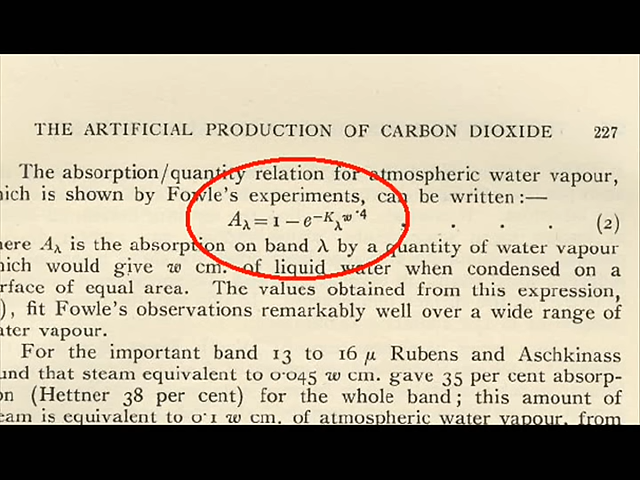 THE ARTIFICIAL PRODUCTION OF CARBON DIOXIDE 227
The absorption/quantity relation for atmospheric water vapour,
hich is shown by Fowle's experiments, can be written :—
A_λ = 1 − e^{−K_λ w^{·4}} . . . . (2)
here A_λ is the absorption on band λ by a quantity of water vapour
hich would give w cm. of liquid water when condensed on a
rface of equal area. The values obtained from this expression,
), fit Fowle's observations remarkably well over a wide range of
ater vapour.
For the important band 13 to 16 μ Rubens and Aschkinass
und that steam equivalent to 0·045 w cm. gave 35 per cent absorp-
on (Hettner 38 per cent) for the whole band ; this amount of
eam is equivalent to 0·1 w cm. of atmospheric water vapour, from